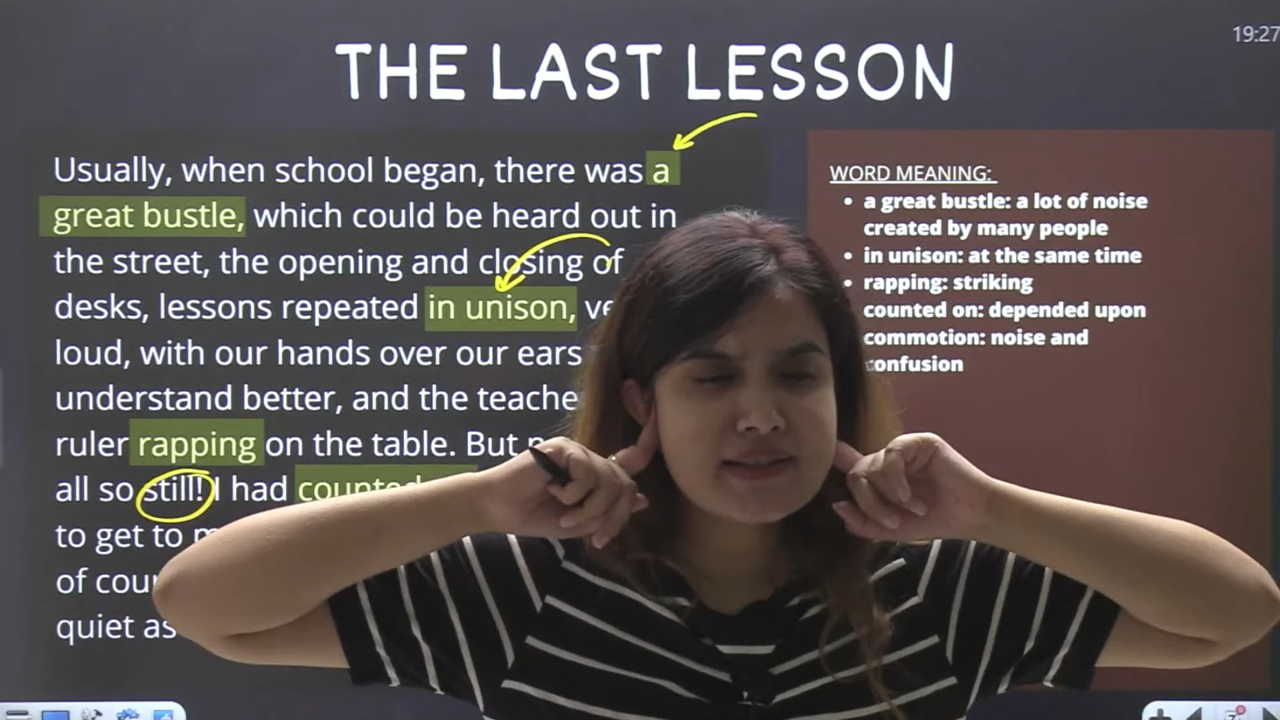 19:27
THE LAST LESSON
Usually, when school began, there was a
great bustle, which could be heard out in
the street, the opening and closing of
desks, lessons repeated in unison,
loud, with our hands over our ears
understand better, and the
ruler rapping on the table. But
all so still! I had counted
to get to
of
quiet as
WORD MEANING:
• a great bustle: a lot of noise
created by many people
• in unison: at the same time
• rapping: striking
counted on: depended upon
commotion: noise and
confusion